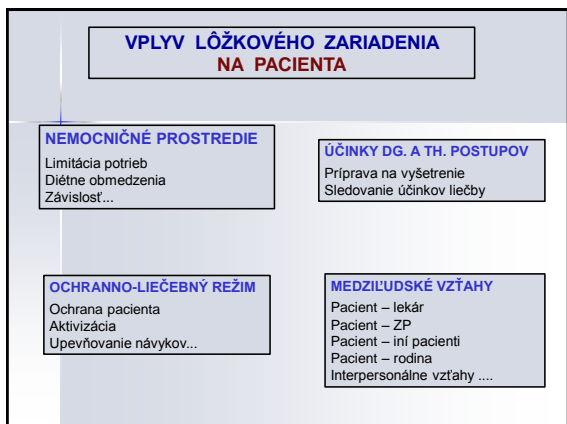 VPLYV LÔŽKOVÉHO ZARIADENIA
NA PACIENTA
NEMOCNIČNÉ PROSTREDIE
Limitácia potrieb
Diétne obmedzenia
Závislosť...
ÚČINKY DG. A TH. POSTUPOV
Príprava na vyšetrenie
Sledovanie účinkov liečby
OCHRANNO-LIEČEBNÝ REŽIM
Ochrana pacienta
Aktivizácia
Upevňovanie návykov...
MEDZIĽUDSKÉ VZŤAHY
Pacient – lekár
Pacient – ZP
Pacient – iní pacienti
Pacient – rodina
Interpersonálne vzťahy ....